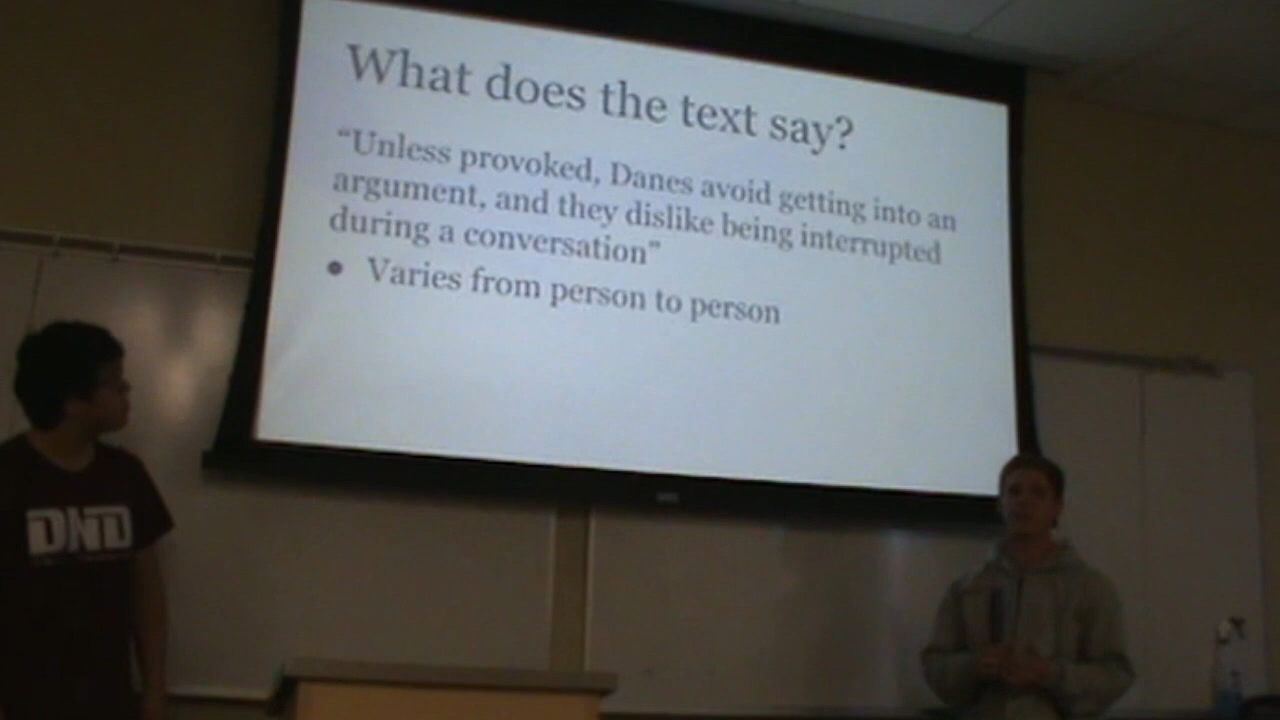 What does the text say?
“Unless provoked, Danes avoid getting into an
argument, and they dislike being interrupted
during a conversation”
● Varies from person to person
DND